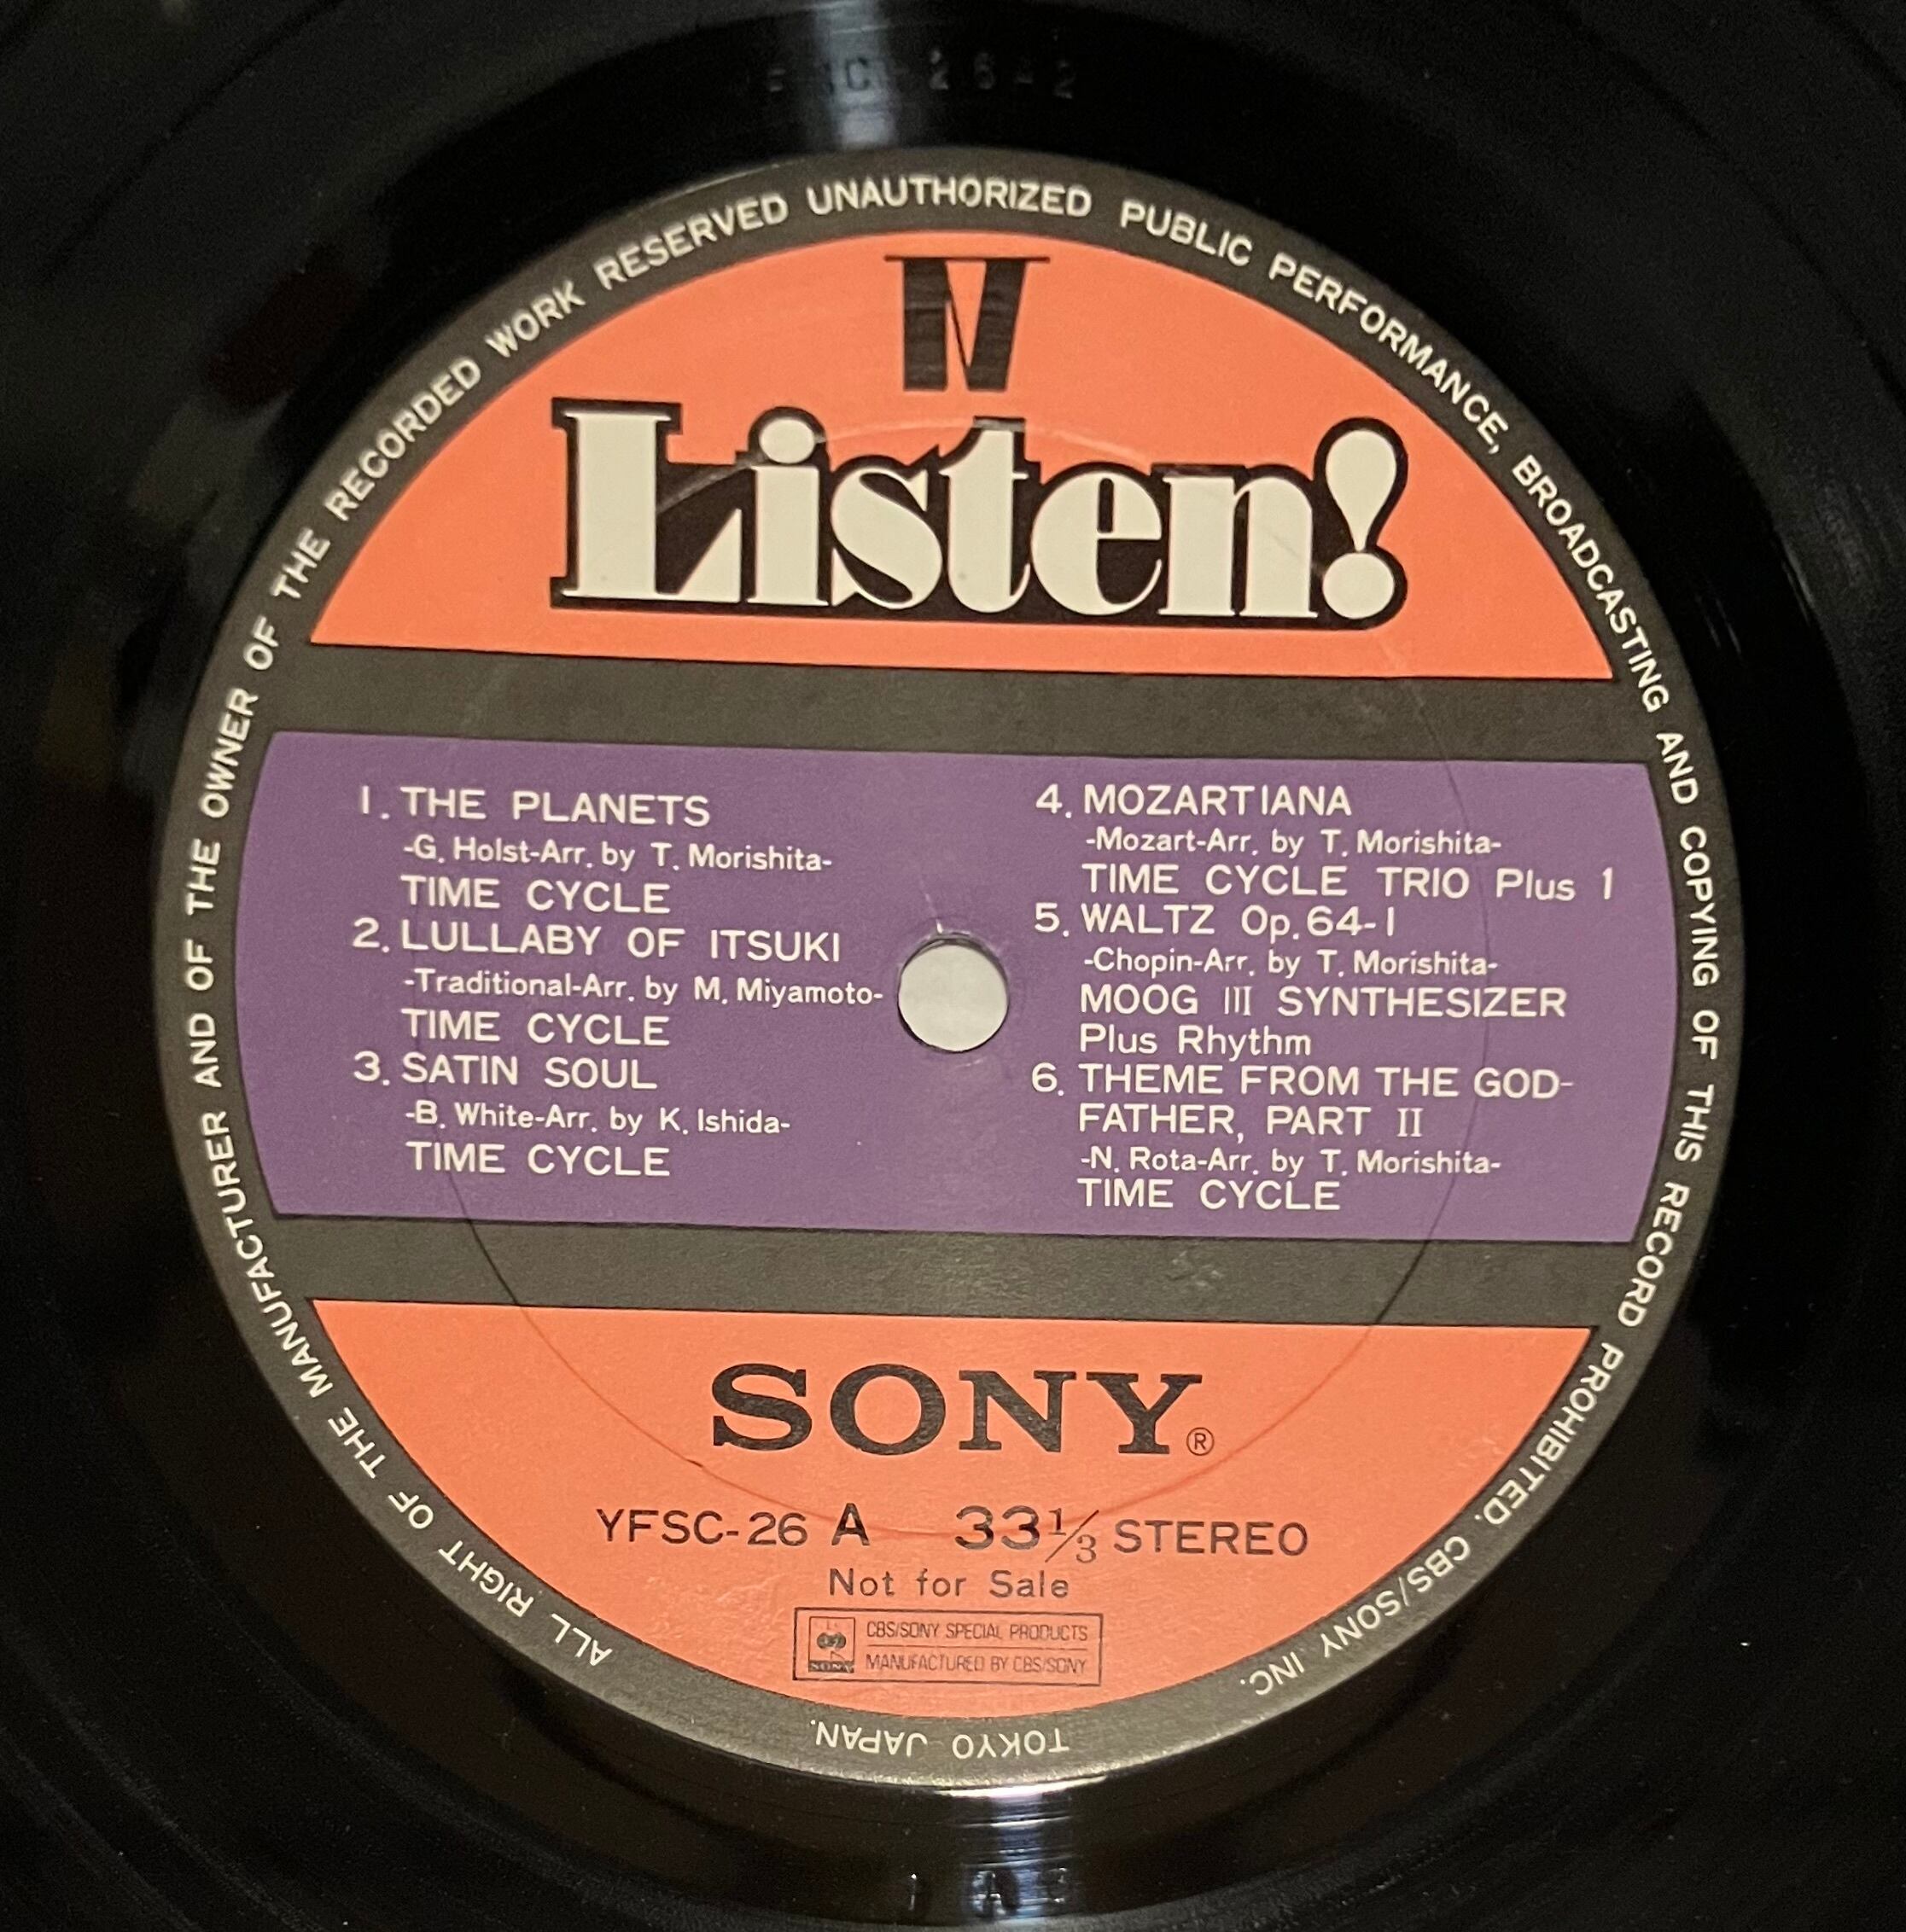 ALL RIGHT OF THE MANUFACTURER AND OF THE OWNER OF THE RECORDED WORK RESERVED UNAUTHORIZED PUBLIC PERFORMANCE, BROADCASTING AND COPYING OF THIS RECORD PROHIBITED. CBS/SONY INC.
TOKYO JAPAN.
IV
Listen!
1. THE PLANETS
-G. Holst-Arr. by T. Morishita-
TIME CYCLE
2. LULLABY OF ITSUKI
-Traditional-Arr. by M. Miyamoto-
TIME CYCLE
3. SATIN SOUL
-B. White-Arr. by K. Ishida-
TIME CYCLE
4. MOZARTIANA
-Mozart-Arr. by T. Morishita-
TIME CYCLE TRIO Plus 1
5. WALTZ Op. 64-1
-Chopin-Arr. by T. Morishita-
MOOG III SYNTHESIZER
Plus Rhythm
6. THEME FROM THE GOD-
FATHER, PART II
-N. Rota-Arr. by T. Morishita-
TIME CYCLE
SONY®
YFSC-26 A 33 1/3 STEREO
Not for Sale
SONY
CBS/SONY SPECIAL PRODUCTS
MANUFACTURED BY CBS/SONY